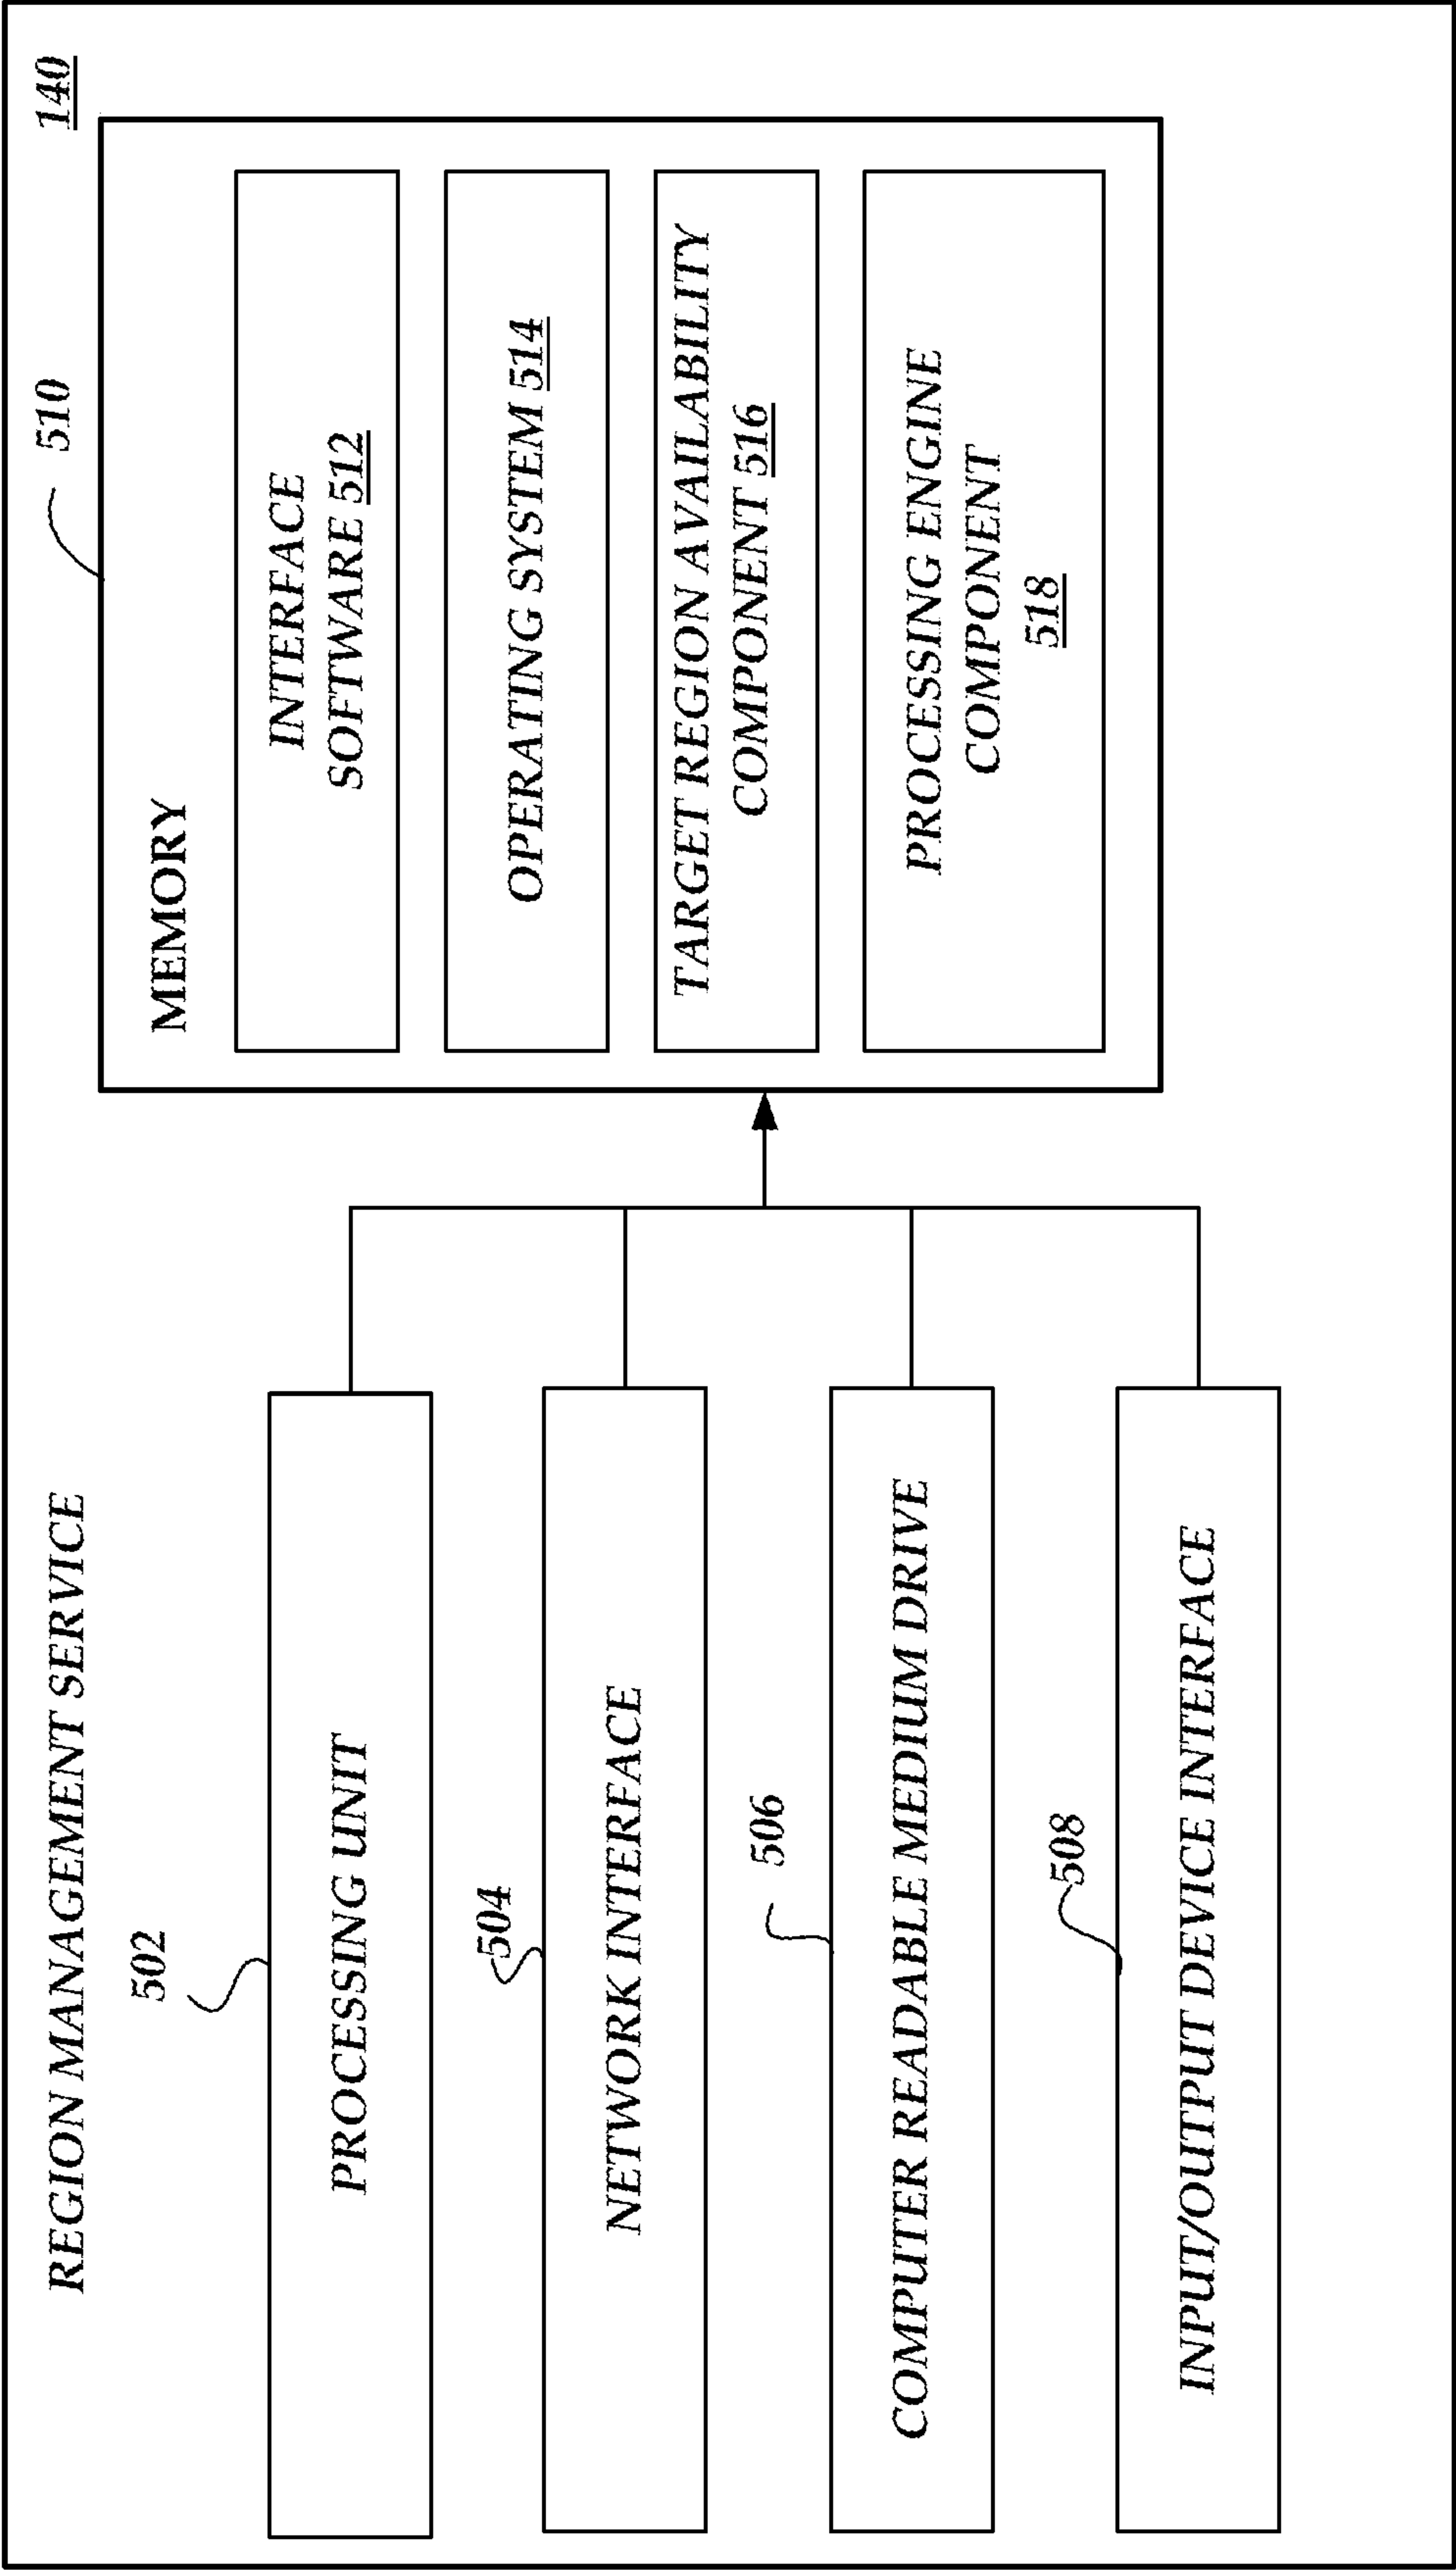 REGION MANAGEMENT SERVICE
140
502
PROCESSING UNIT
504
NETWORK INTERFACE
506
COMPUTER READABLE MEDIUM DRIVE
508
INPUT/OUTPUT DEVICE INTERFACE
510
MEMORY
INTERFACE
SOFTWARE 512
OPERATING SYSTEM 514
TARGET REGION AVAILABILITY
COMPONENT 516
PROCESSING ENGINE
COMPONENT
518